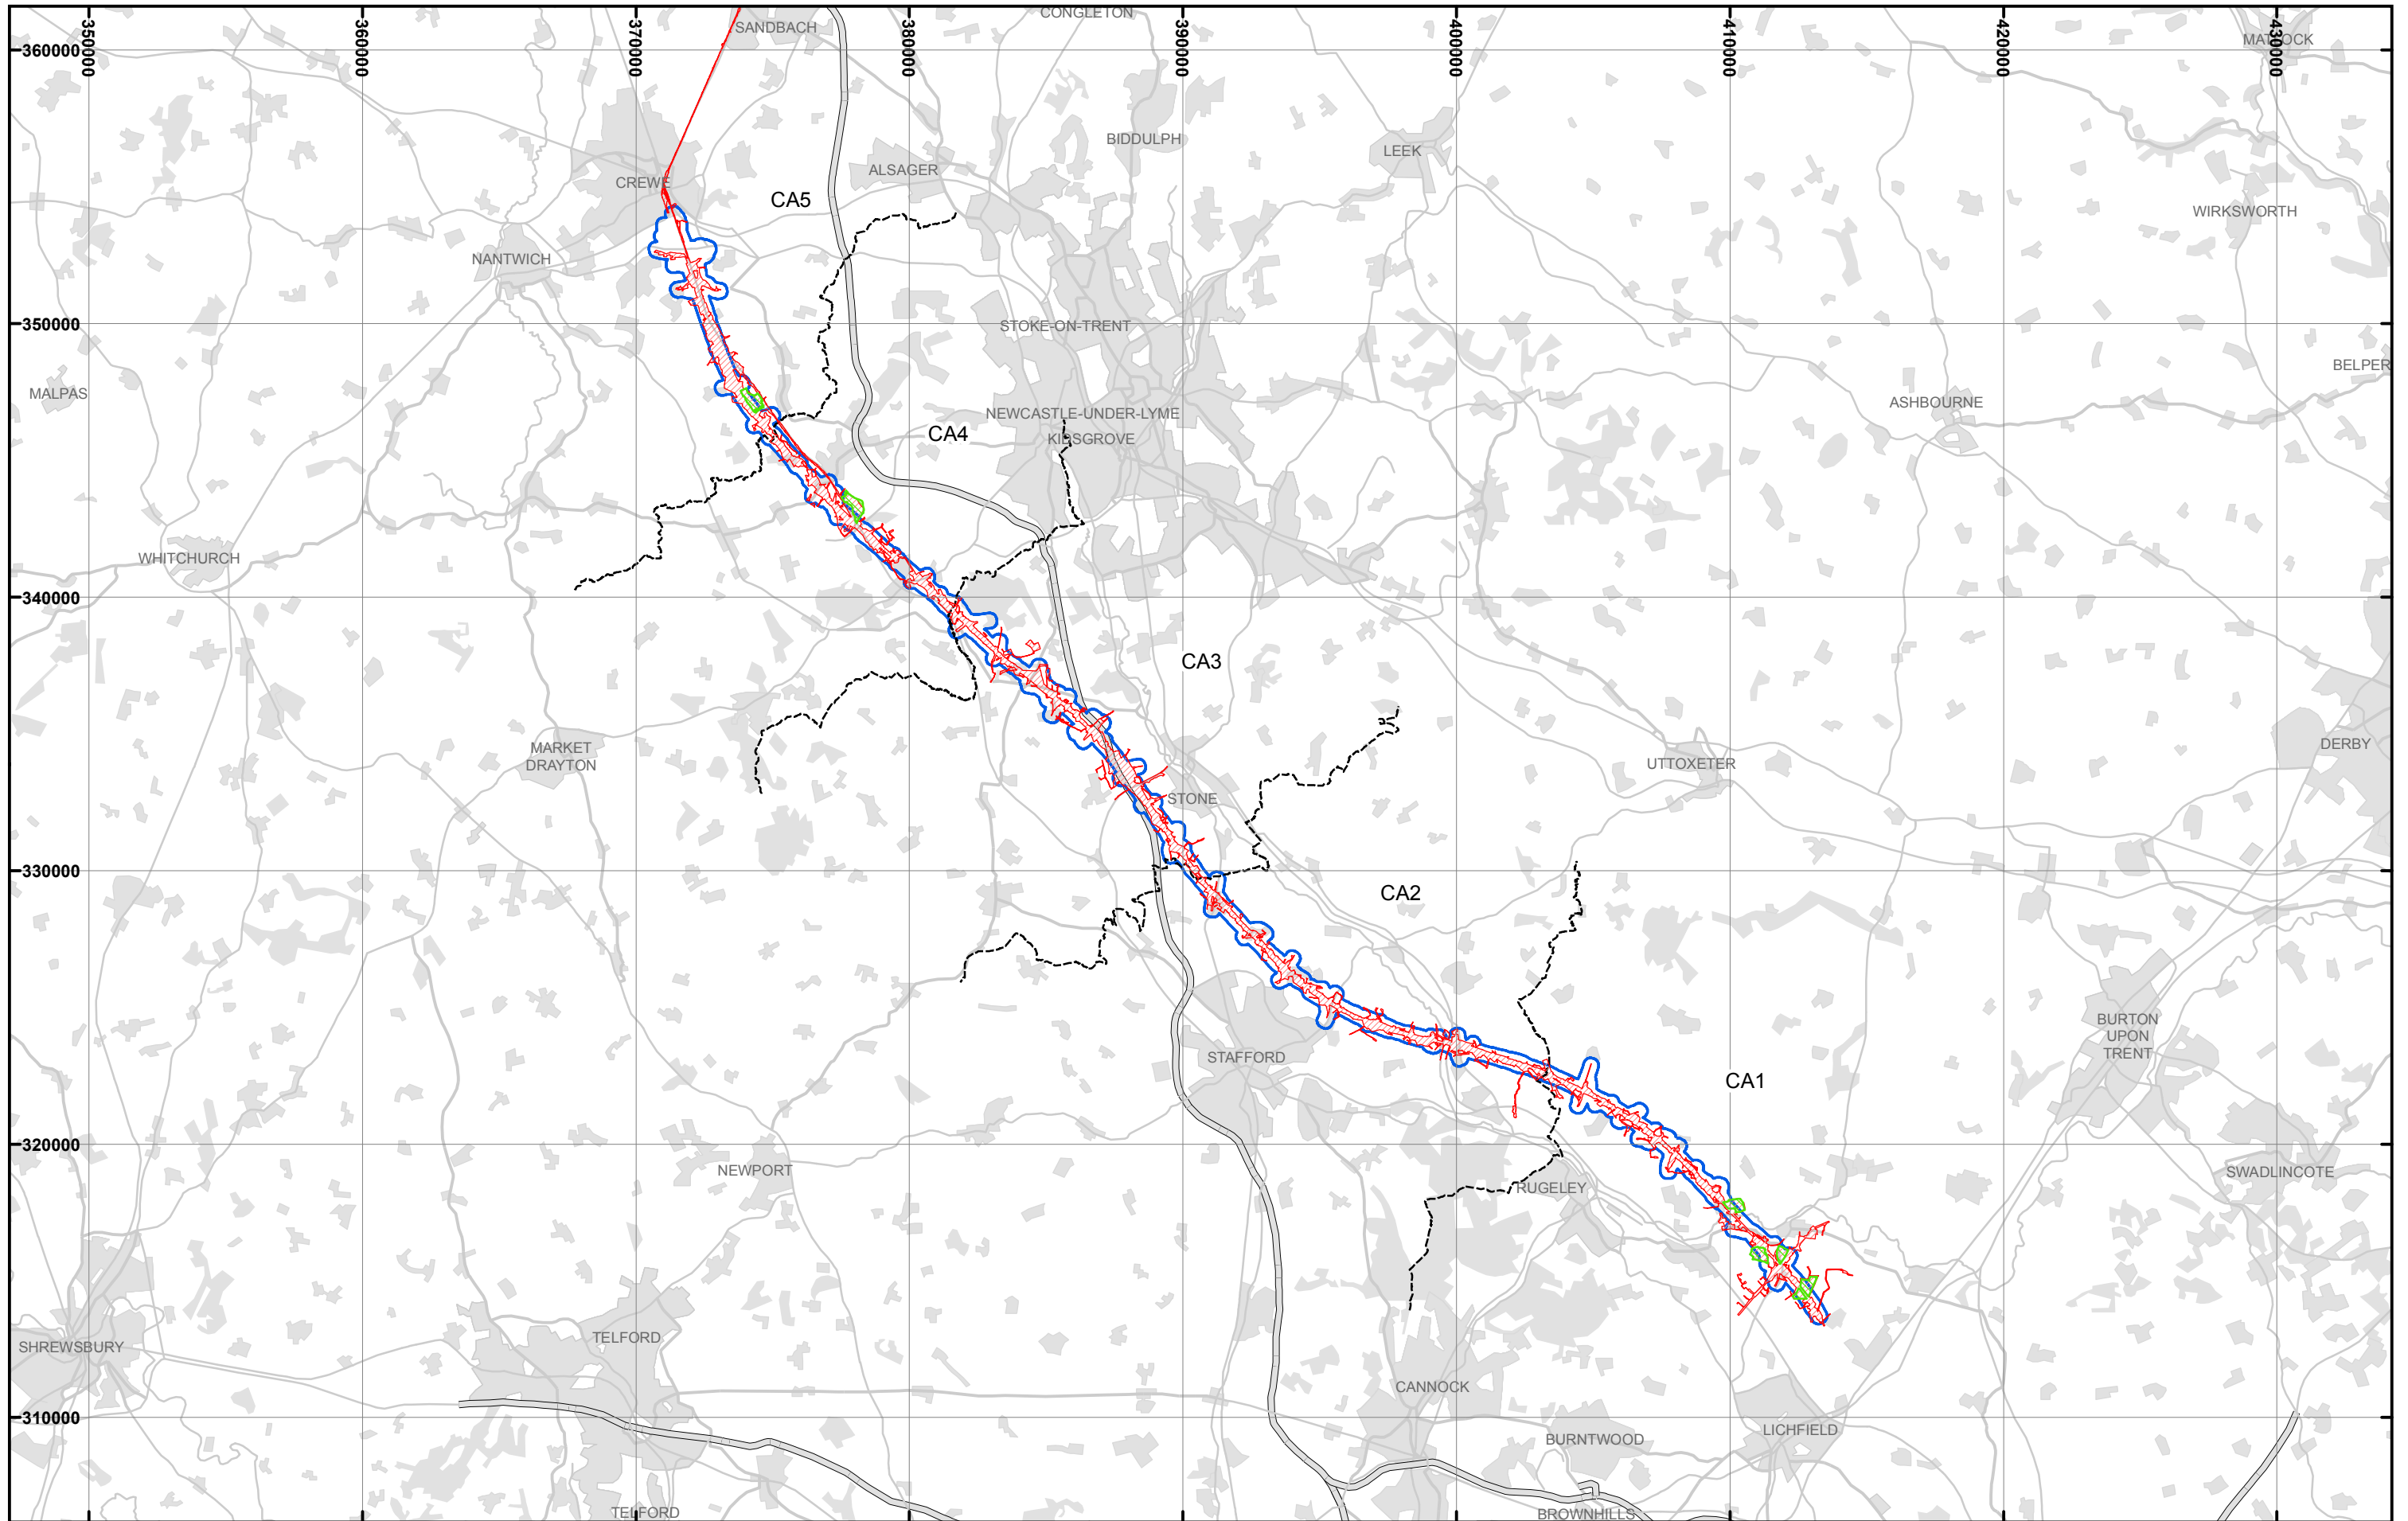 350000
360000
370000
380000
390000
400000
410000
420000
430000
360000
350000
340000
330000
320000
310000
SANDBACH
CONGLETON
MATLOCK
BIDDULPH
LEEK
ALSAGER
CREWE
CA5
WIRKSWORTH
NANTWICH
STOKE-ON-TRENT
BELPER
MALPAS
ASHBOURNE
NEWCASTLE-UNDER-LYME
CA4
KIDSGROVE
WHITCHURCH
CA3
MARKET
DRAYTON
DERBY
UTTOXETER
STONE
CA2
BURTON
UPON
TRENT
STAFFORD
CA1
NEWPORT
SWADLINCOTE
RUGELEY
TELFORD
SHREWSBURY
CANNOCK
LICHFIELD
BURNTWOOD
TELFORD
BROWNHILLS